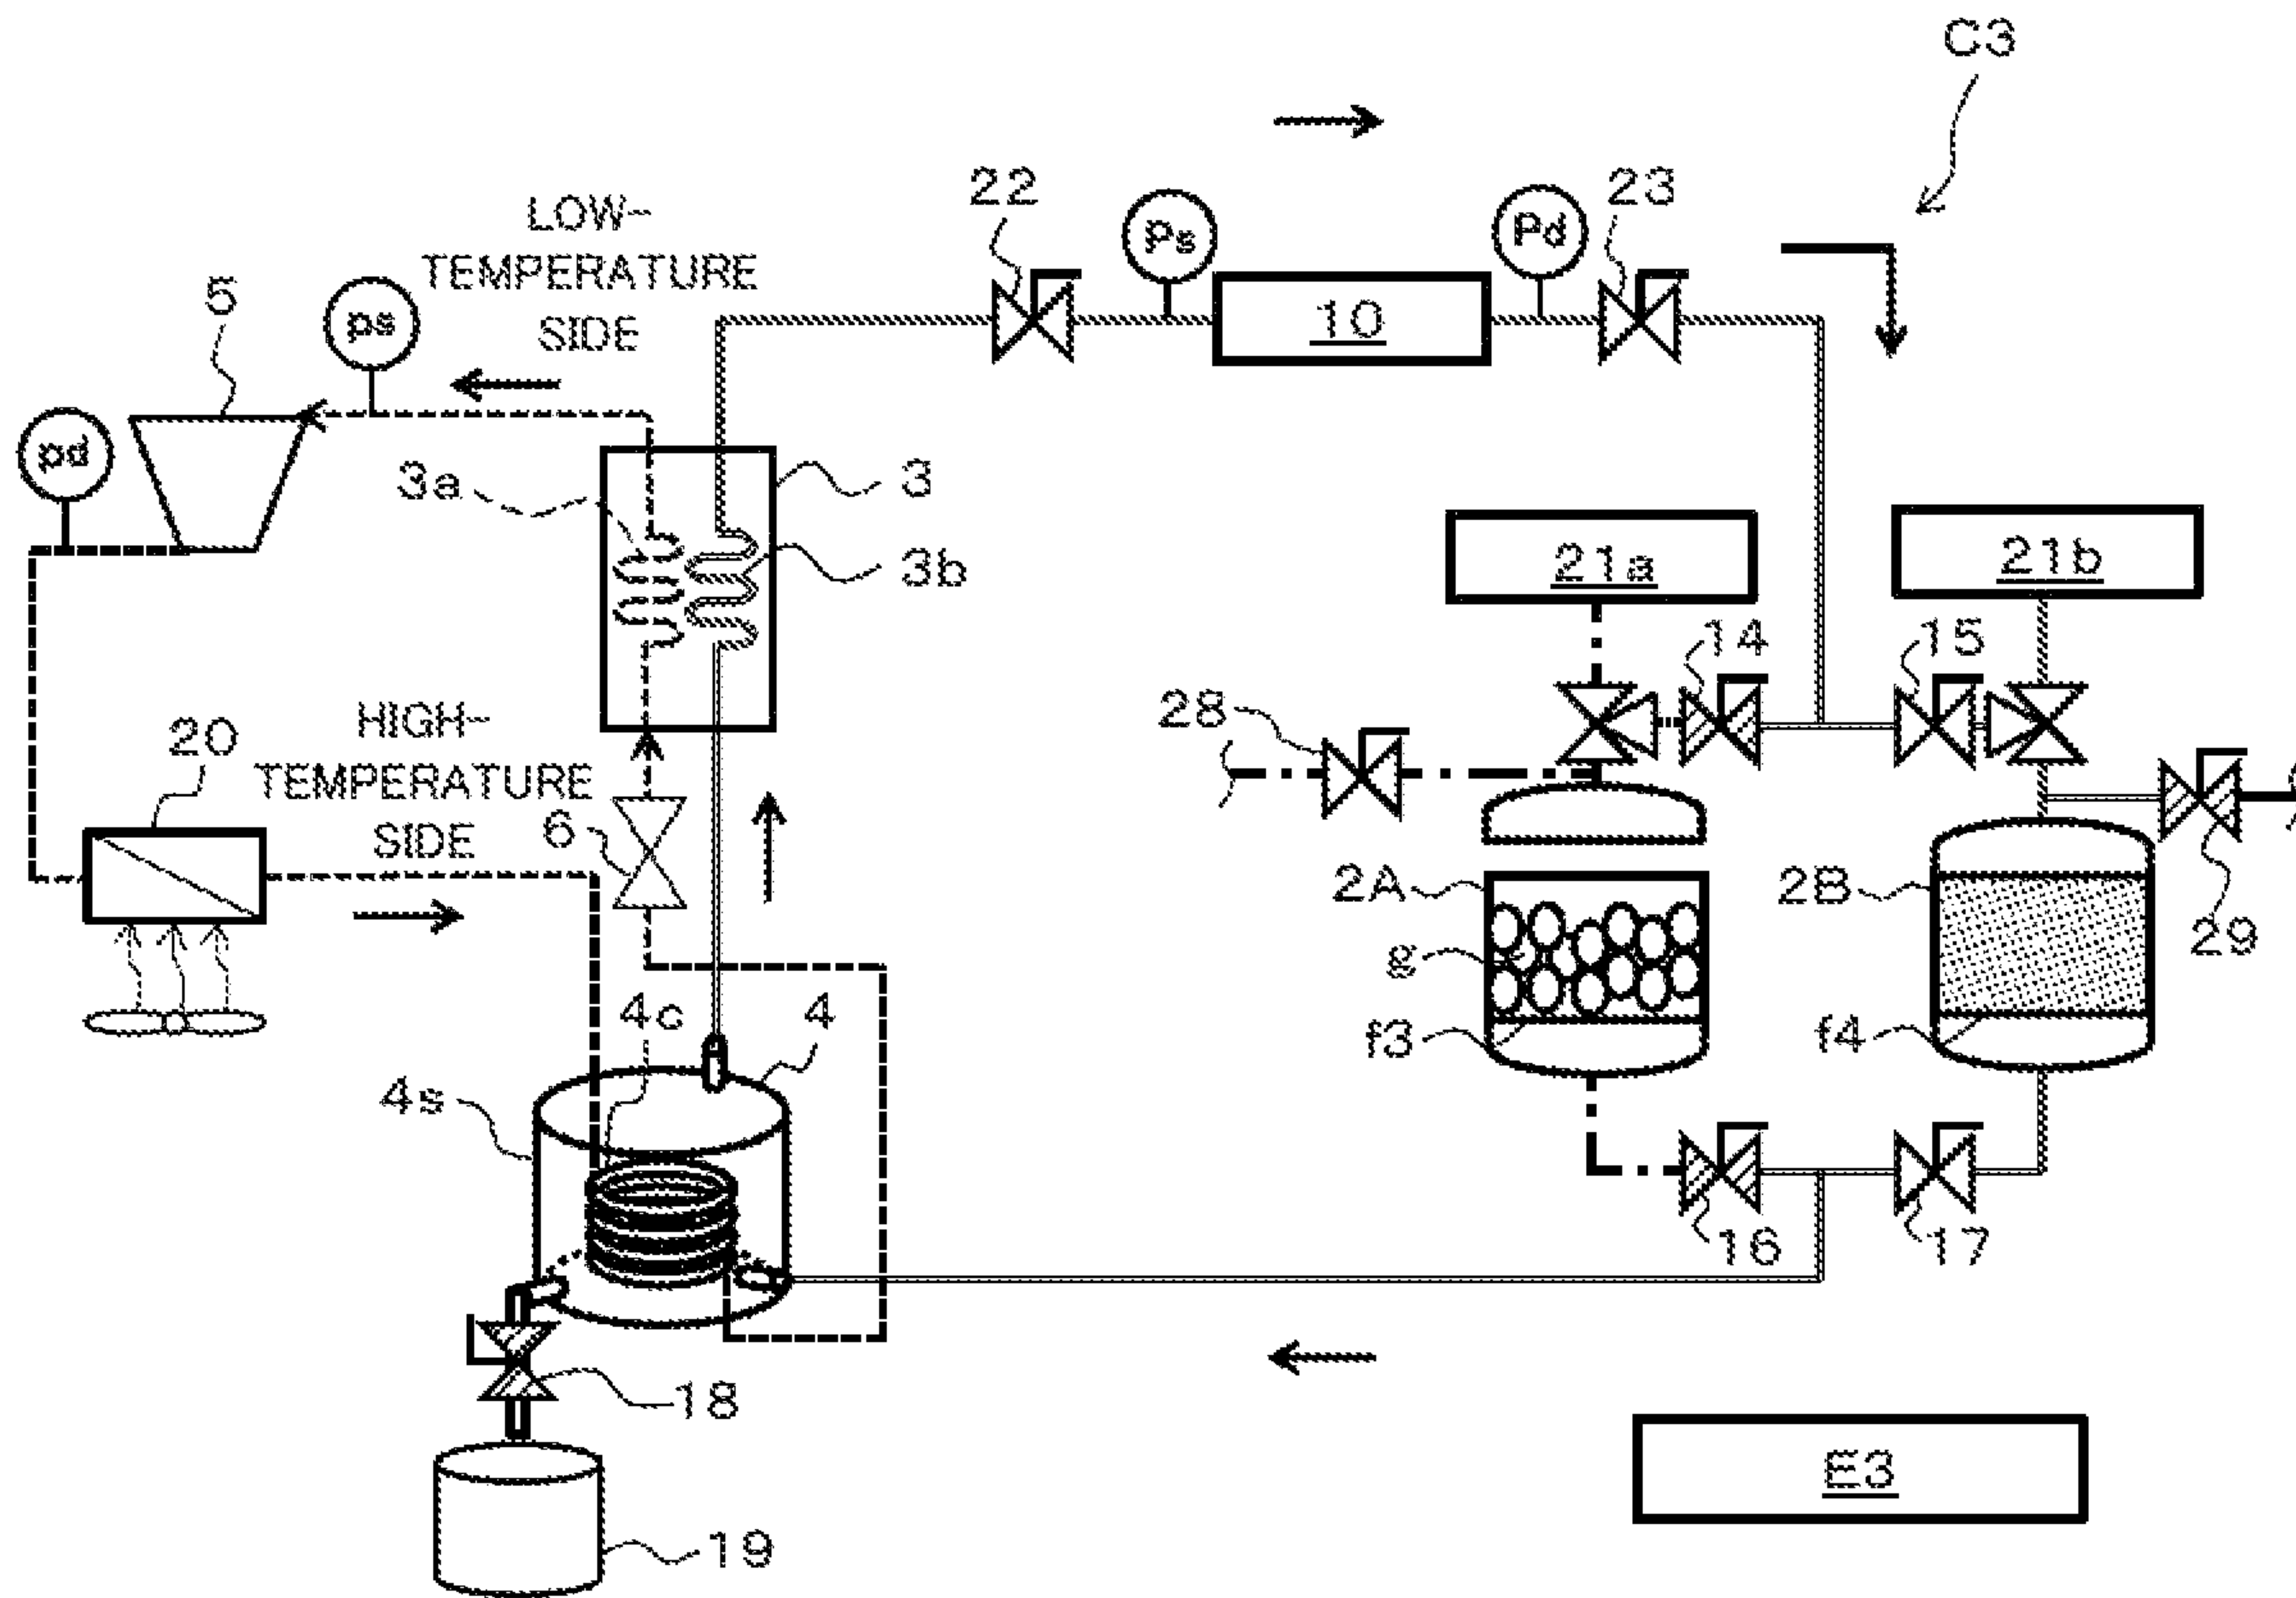 C3
22
Ps
Pd
23
LOW-
TEMPERATURE
SIDE
5
ps
10
pd
3a
3
3b
21a
21b
14
15
28
20
HIGH-
TEMPERATURE
SIDE
6
2A
2B
29
g
4c
4
f3
f4
4s
16
17
18
E3
19